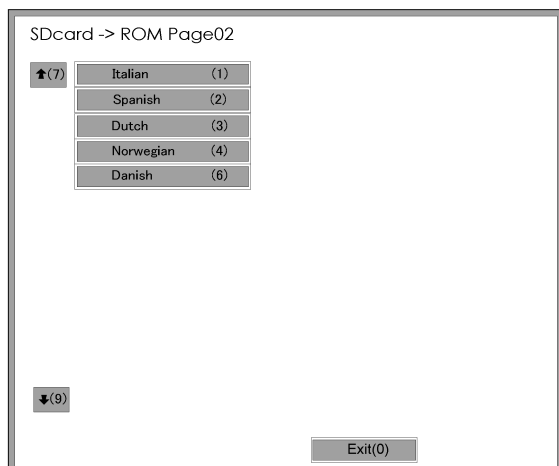 SDcard -> ROM Page02
⬆(7) Italian (1)
Spanish (2)
Dutch (3)
Norwegian (4)
Danish (6)
⬇(9)
Exit(0)